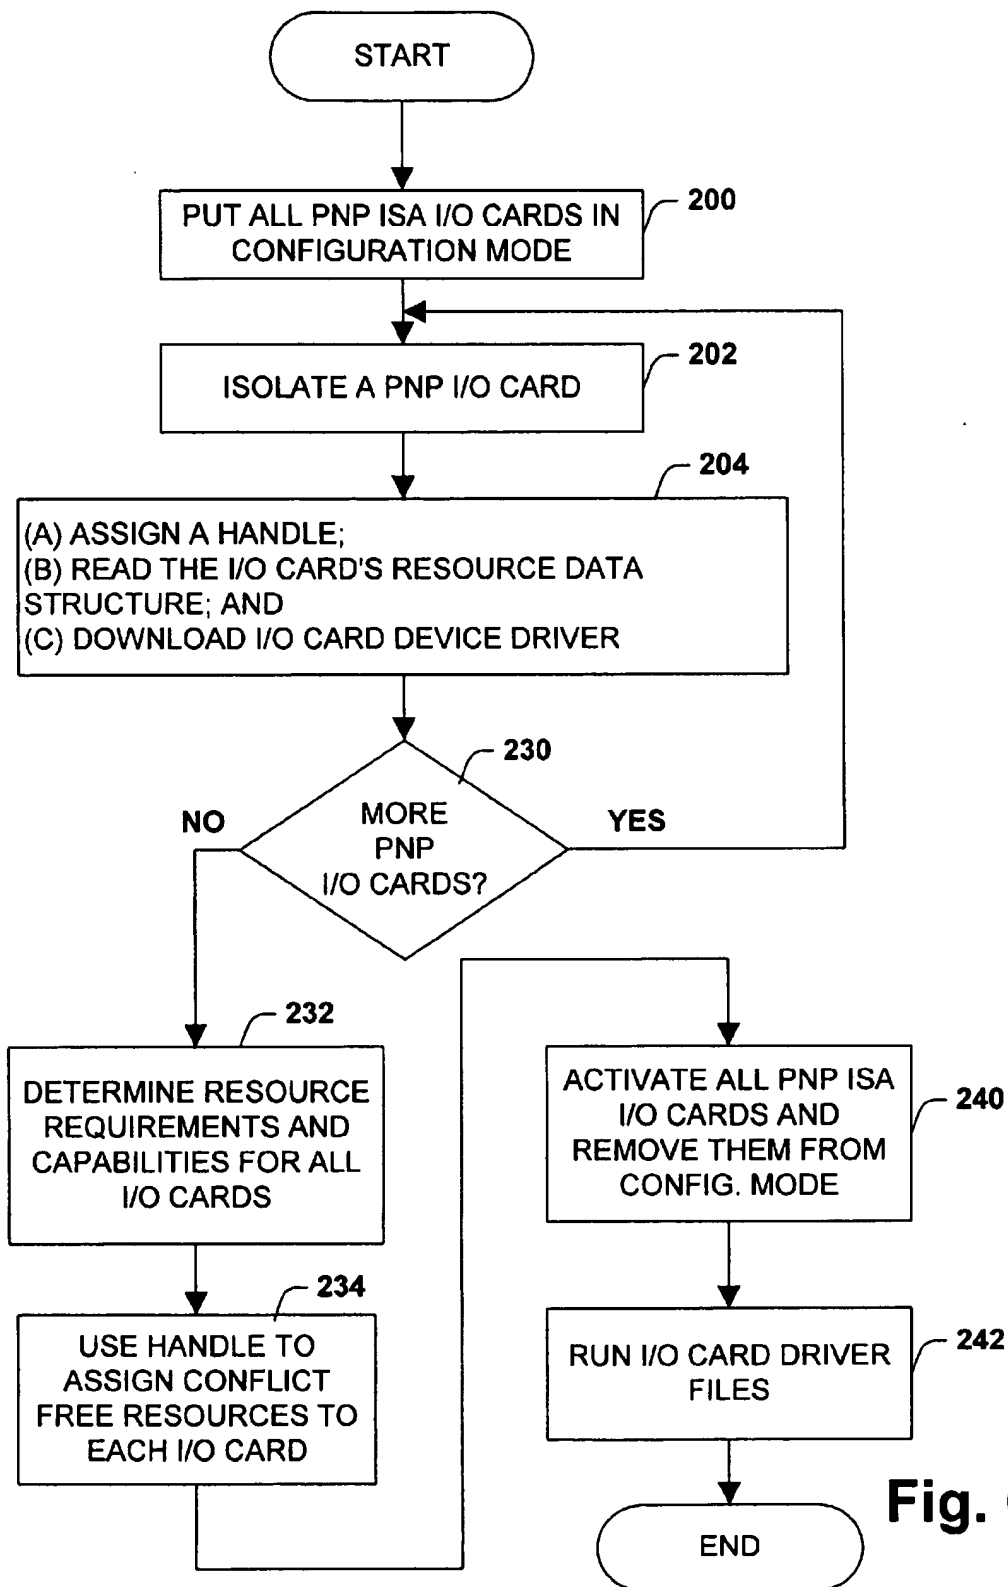 START
PUT ALL PNP ISA I/O CARDS IN
CONFIGURATION MODE
200
ISOLATE A PNP I/O CARD
202
204
(A) ASSIGN A HANDLE;
(B) READ THE I/O CARD'S RESOURCE DATA
STRUCTURE; AND
(C) DOWNLOAD I/O CARD DEVICE DRIVER
230
MORE
PNP
I/O CARDS?
NO
YES
232
DETERMINE RESOURCE
REQUIREMENTS AND
CAPABILITIES FOR ALL
I/O CARDS
234
USE HANDLE TO
ASSIGN CONFLICT
FREE RESOURCES TO
EACH I/O CARD
ACTIVATE ALL PNP ISA
I/O CARDS AND
REMOVE THEM FROM
CONFIG. MODE
240
RUN I/O CARD DRIVER
FILES
242
END
Fig.